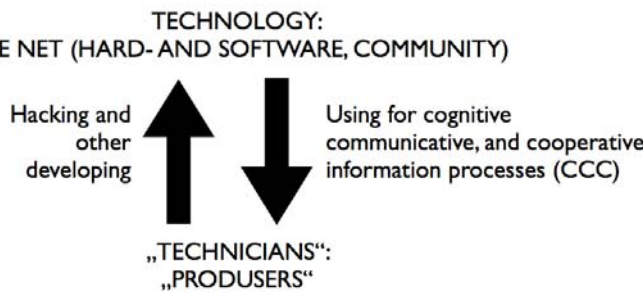 TECHNOLOGY:
E NET (HARD- AND SOFTWARE, COMMUNITY)
Hacking and
other
developing
Using for cognitive
communicative, and cooperative
information processes (CCC)
„TECHNICIANS“:
„PRODUSERS“